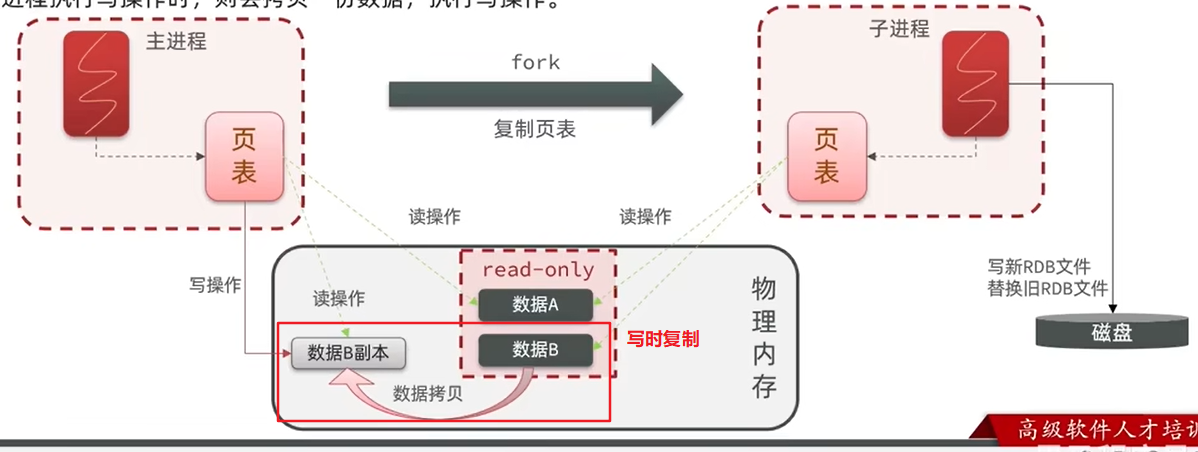 进程执行写操作时，则会拷贝一份数据，执行写操作。
主进程
子进程
fork
复制页表
页
表
页
表
读操作
读操作
写操作
读操作
read-only
数据A
数据B
数据B副本
写时复制
数据拷贝
物
理
内
存
写新RDB文件
替换旧RDB文件
磁盘
高级软件人才培训